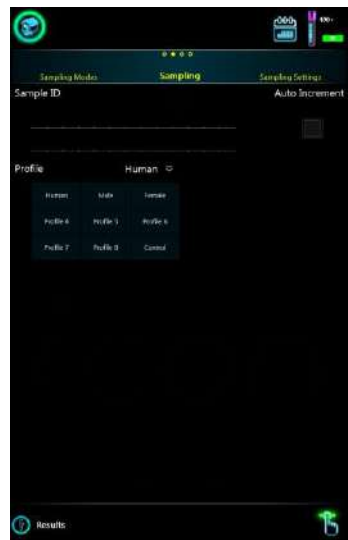 Sampling Modes
Sampling
Sampling Settings
Sample ID
Auto Increment
Profile
Human
Human Male Female
Profile 4 Profile 5 Profile 6
Profile 7 Profile 8 Control
Results